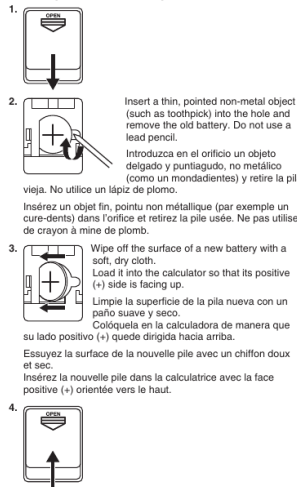 1.
OPEN
2.
Insert a thin, pointed non-metal object
(such as toothpick) into the hole and
remove the old battery. Do not use a
lead pencil.
Introduzca en el orificio un objeto
delgado y puntiagudo, no metálico
(como un mondadientes) y retire la pil
vieja. No utilice un lápiz de plomo.
Insérez un objet fin, pointu non métallique (par exemple un
cure-dents) dans l'orifice et retirez la pile usée. Ne pas utilise
de crayon à mine de plomb.
3.
Wipe off the surface of a new battery with a
soft, dry cloth.
Load it into the calculator so that its positive
(+) side is facing up.
Limpie la superficie de la pila nueva con un
paño suave y seco.
Colóquela en la calculadora de manera que
su lado positivo (+) quede dirigida hacia arriba.
Essuyez la surface de la nouvelle pile avec un chiffon doux
et sec.
Insérez la nouvelle pile dans la calculatrice avec la face
positive (+) orientée vers le haut.
4.
OPEN